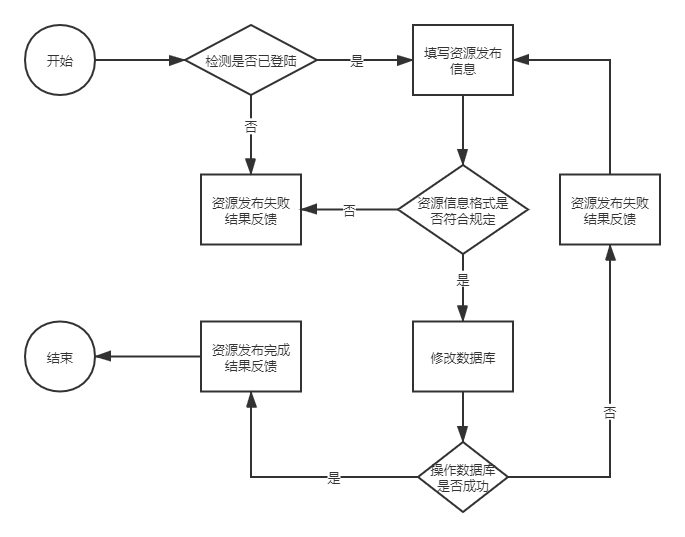 开始
检测是否已登陆
是
填写资源发布
信息
否
资源发布失败
结果反馈
否
资源信息格式是
否符合规定
资源发布失败
结果反馈
是
结束
资源发布完成
结果反馈
修改数据库
否
操作数据库
是否成功
是